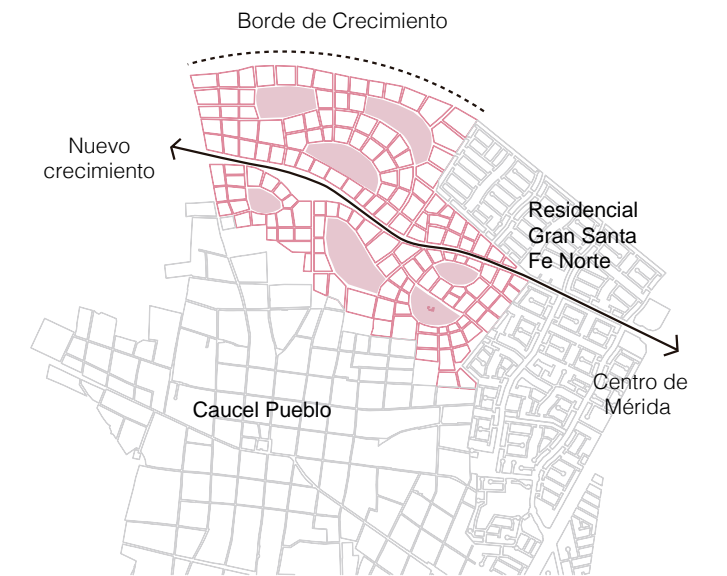 Borde de Crecimiento
Nuevo
crecimiento
Residencial
Gran Santa
Fe Norte
Centro de
Mérida
Caucel Pueblo